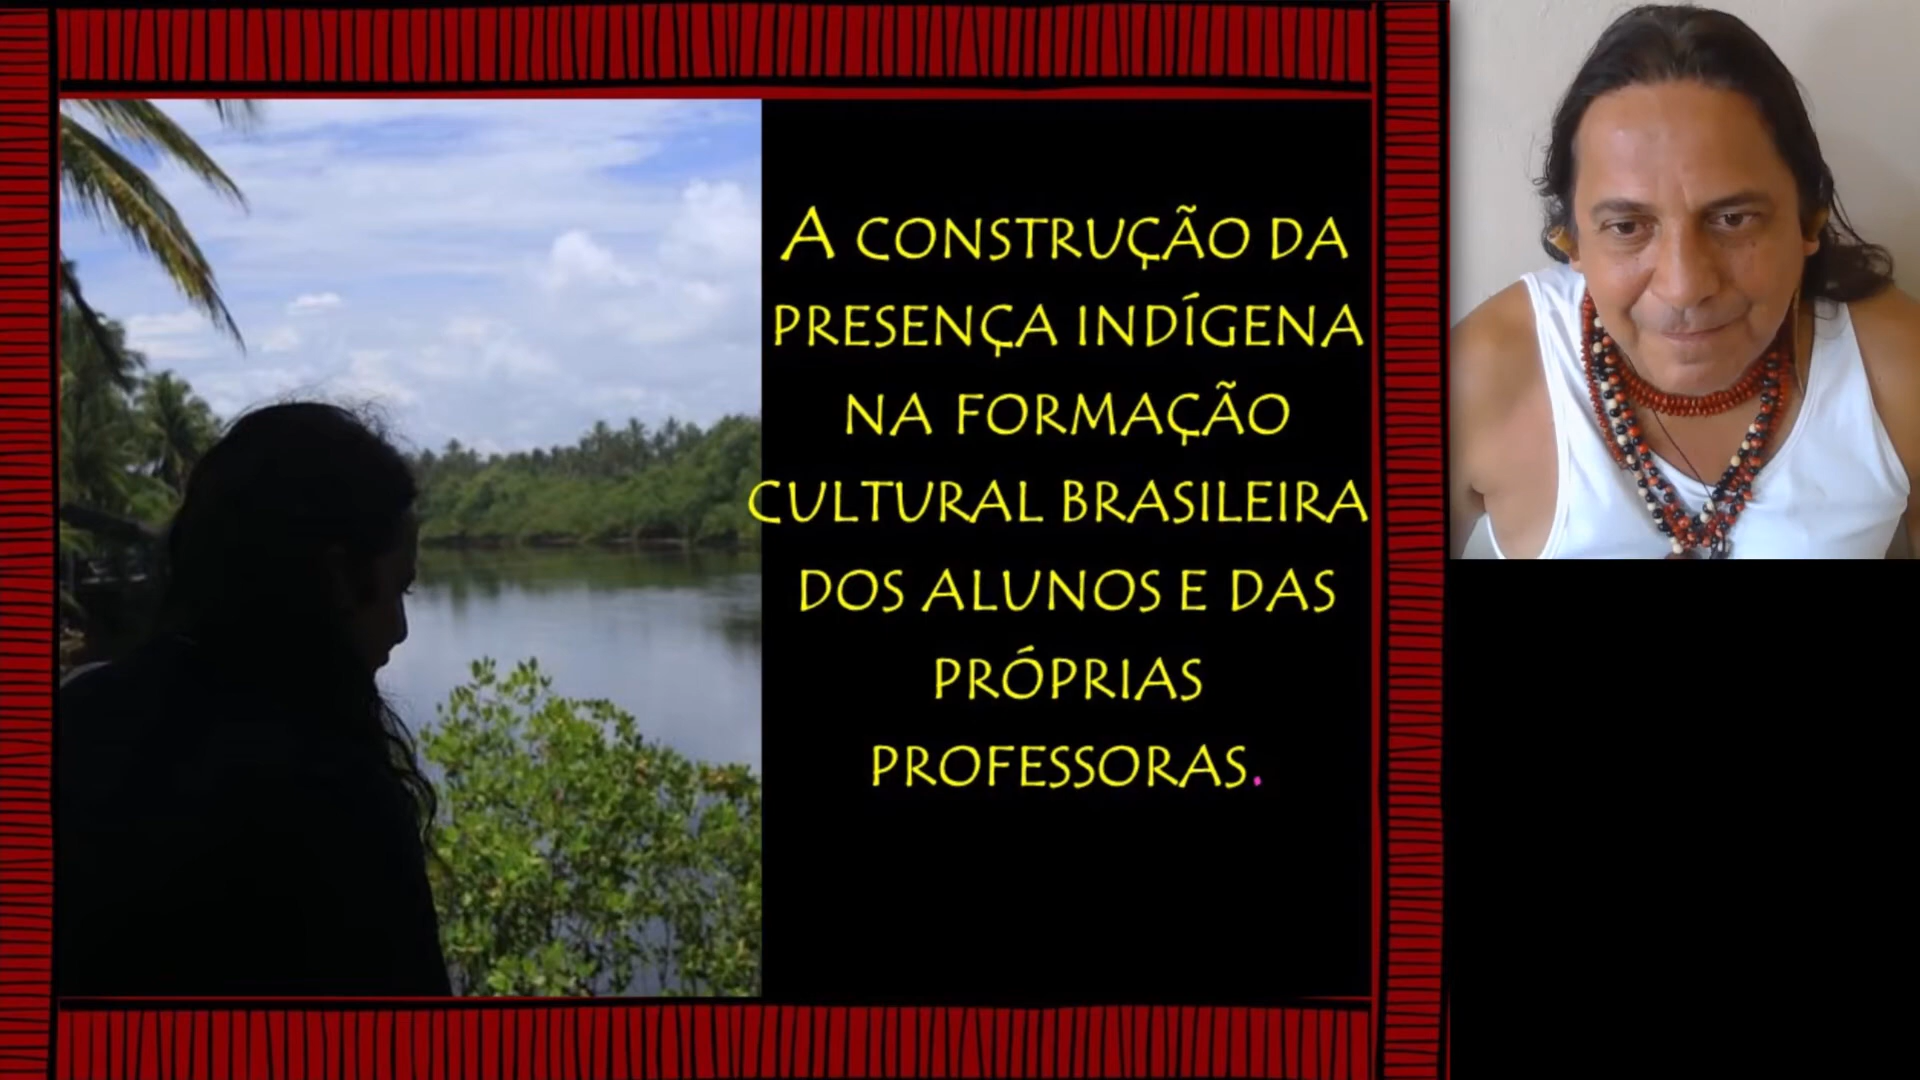 A CONSTRUÇÃO DA
PRESENÇA INDÍGENA
NA FORMAÇÃO
CULTURAL BRASILEIRA
DOS ALUNOS E DAS
PRÓPRIAS
PROFESSORAS.